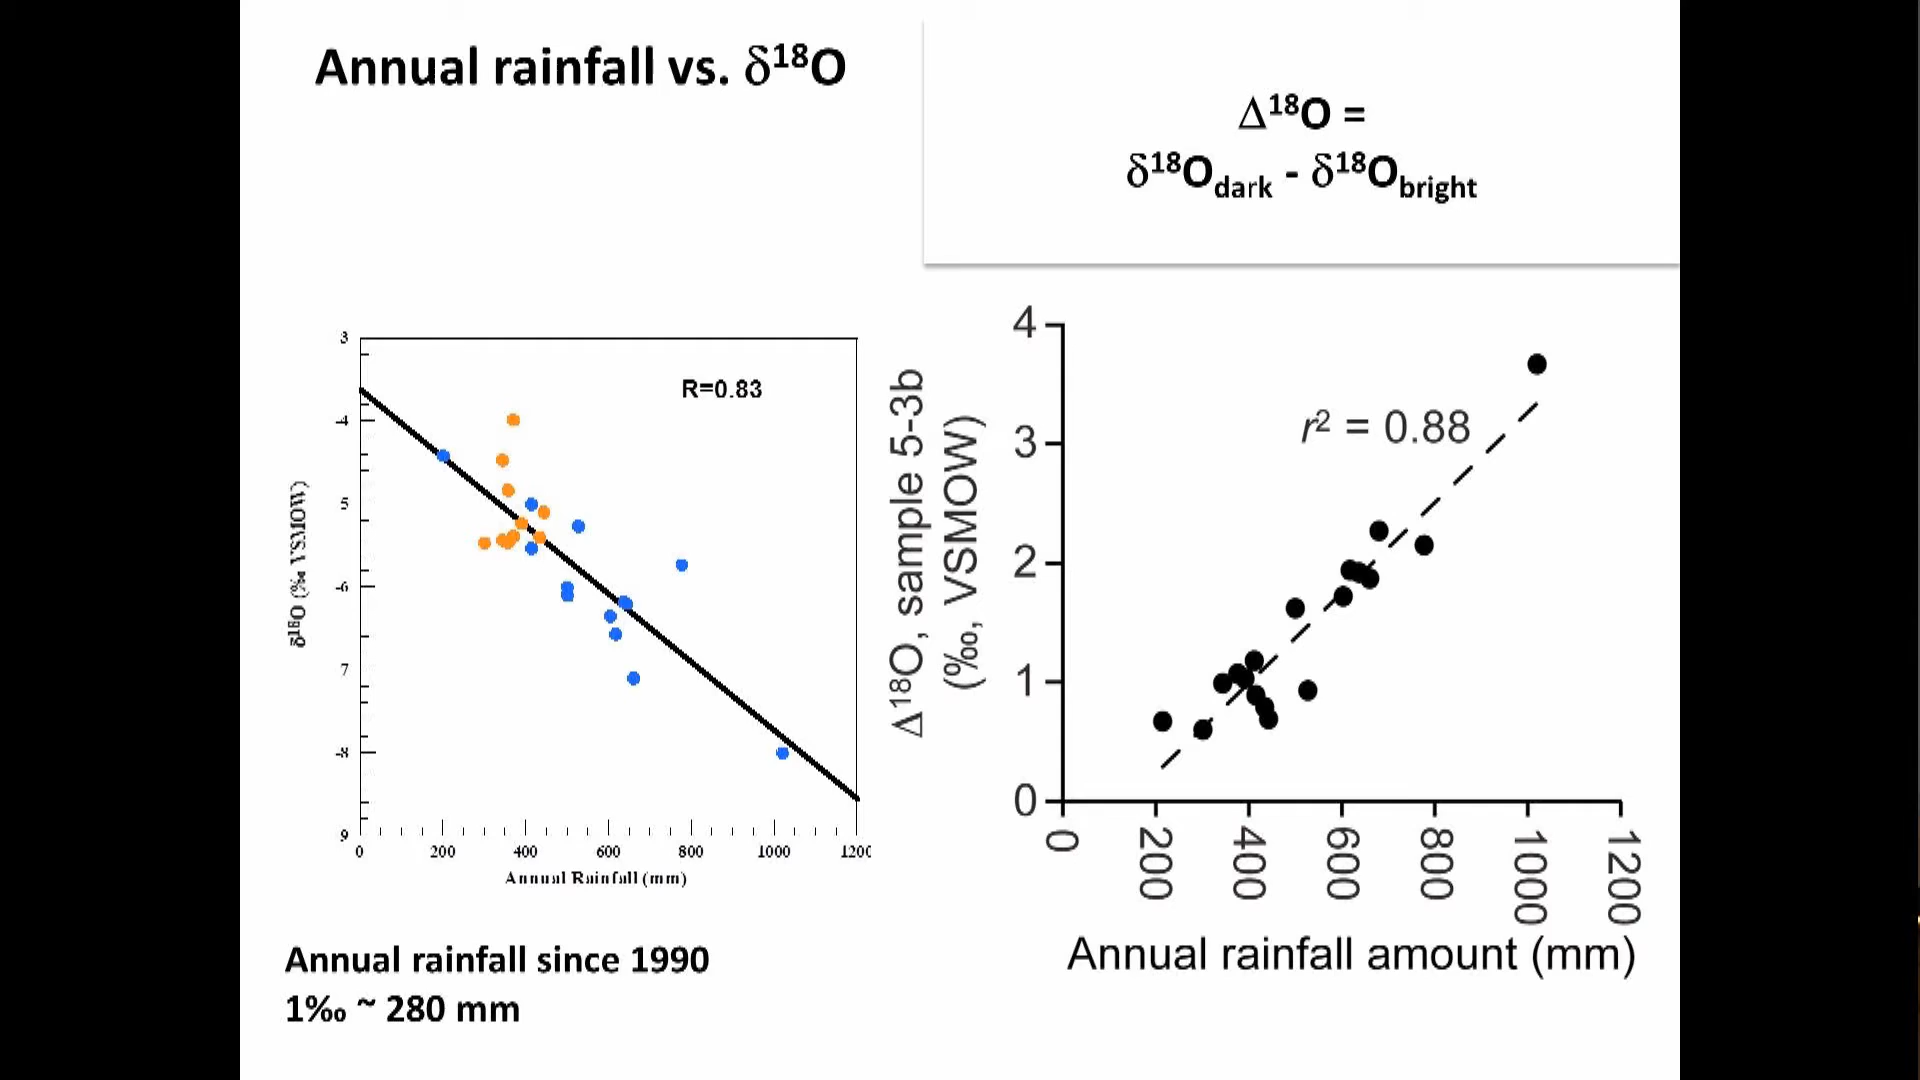 Annual rainfall vs. δ¹⁸O
Δ¹⁸O =
δ¹⁸Odark - δ¹⁸Obright
3
-4
5
-6
7
-8
9
0
200
400
600
800
1000
1200
R=0.83
δ¹⁸O (‰ VSMOW)
Annual Rainfall (mm)
4
3
2
1
0
0
200
400
600
800
1000
1200
r² = 0.88
Δ¹⁸O, sample 5-3b
(‰, VSMOW)
Annual rainfall amount (mm)
Annual rainfall since 1990
1‰ ~ 280 mm